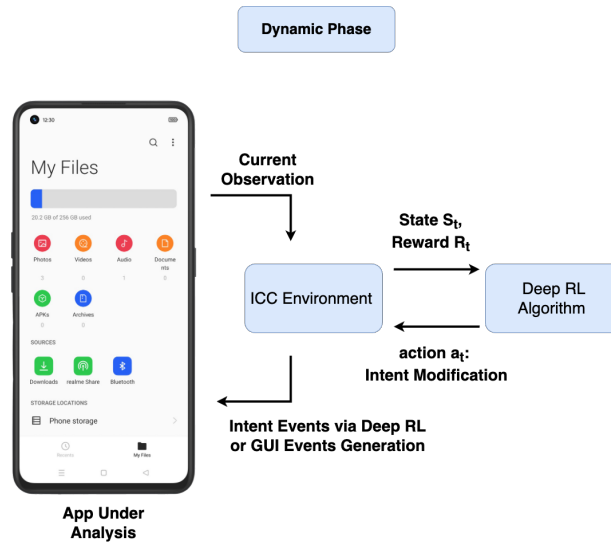 Dynamic Phase
12:30
My Files
20.2 GB of 256 GB used
Photos
Videos
Audio
Docume
nts
3
0
1
6
APKs
Archives
0
0
SOURCES
Downloads
realme Share
Bluetooth
STORAGE LOCATIONS
Phone storage
Recents
My Files
App Under
Analysis
Current
Observation
ICC Environment
State Sₜ,
Reward Rₜ
Deep RL
Algorithm
action aₜ:
Intent Modification
Intent Events via Deep RL
or GUI Events Generation